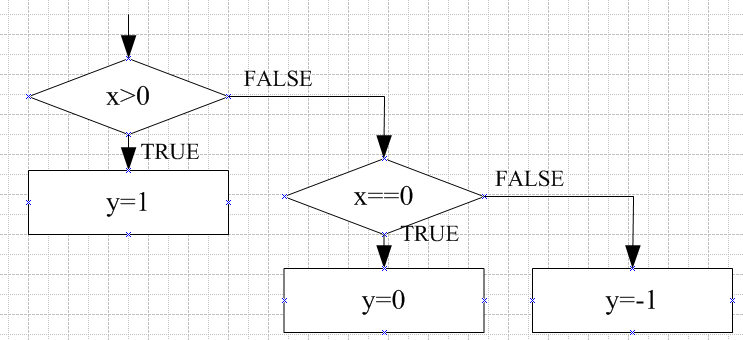 x>0
FALSE
TRUE
y=1
x==0
FALSE
TRUE
y=0
y=-1